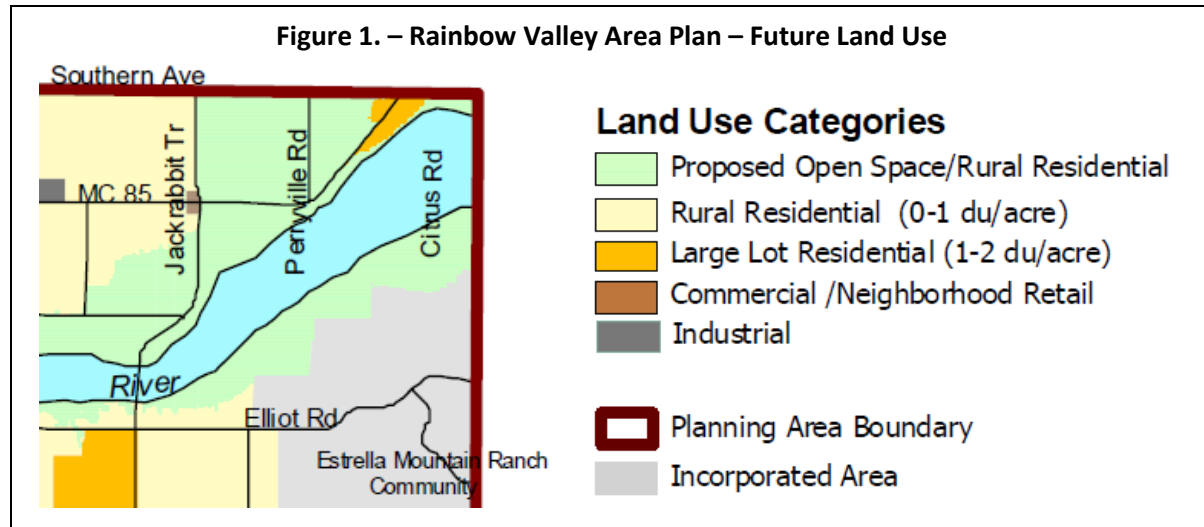 Figure 1. – Rainbow Valley Area Plan – Future Land Use
Southern Ave
Jackrabbit Tr
Perryville Rd
Citrus Rd
MC 85
River
Elliot Rd
Estrella Mountain Ranch
Community
Land Use Categories
Proposed Open Space/Rural Residential
Rural Residential (0-1 du/acre)
Large Lot Residential (1-2 du/acre)
Commercial /Neighborhood Retail
Industrial
Planning Area Boundary
Incorporated Area